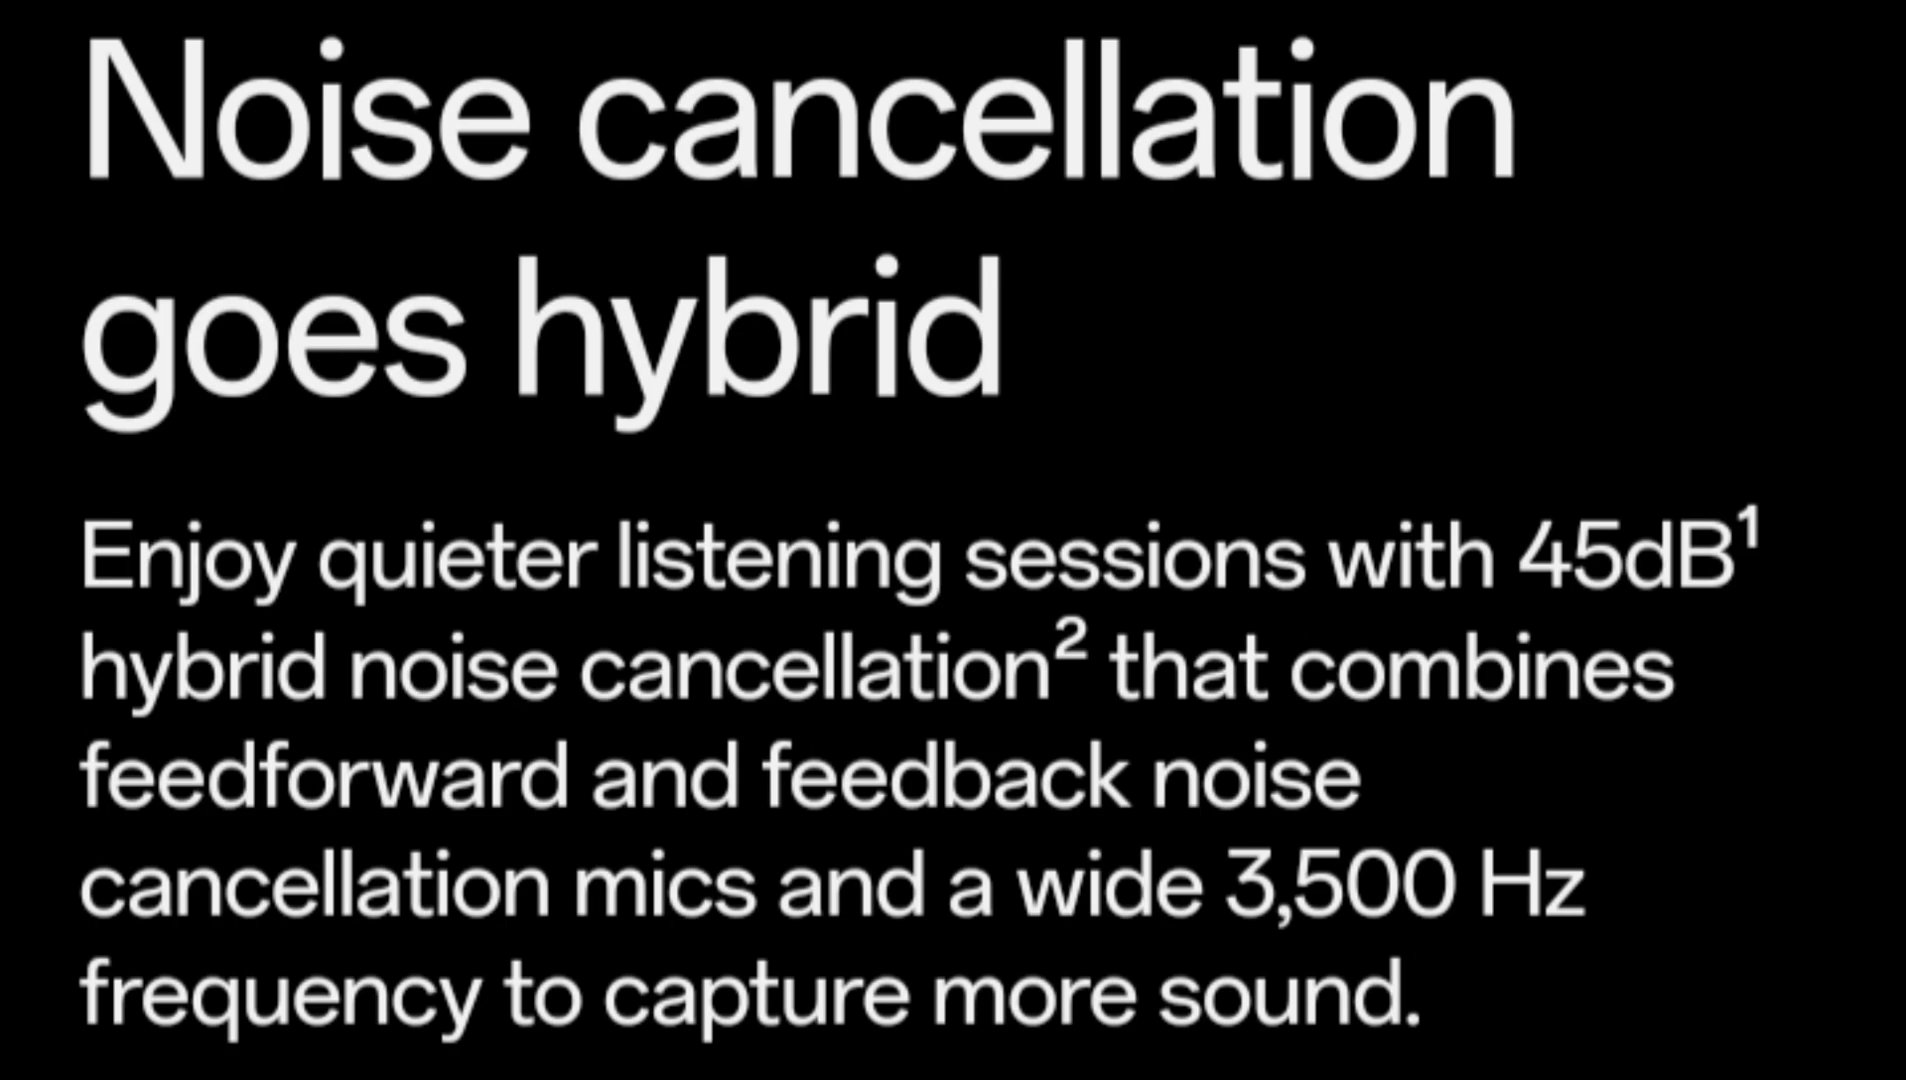 Noise cancellation
goes hybrid
Enjoy quieter listening sessions with 45dB¹
hybrid noise cancellation² that combines
feedforward and feedback noise
cancellation mics and a wide 3,500 Hz
frequency to capture more sound.